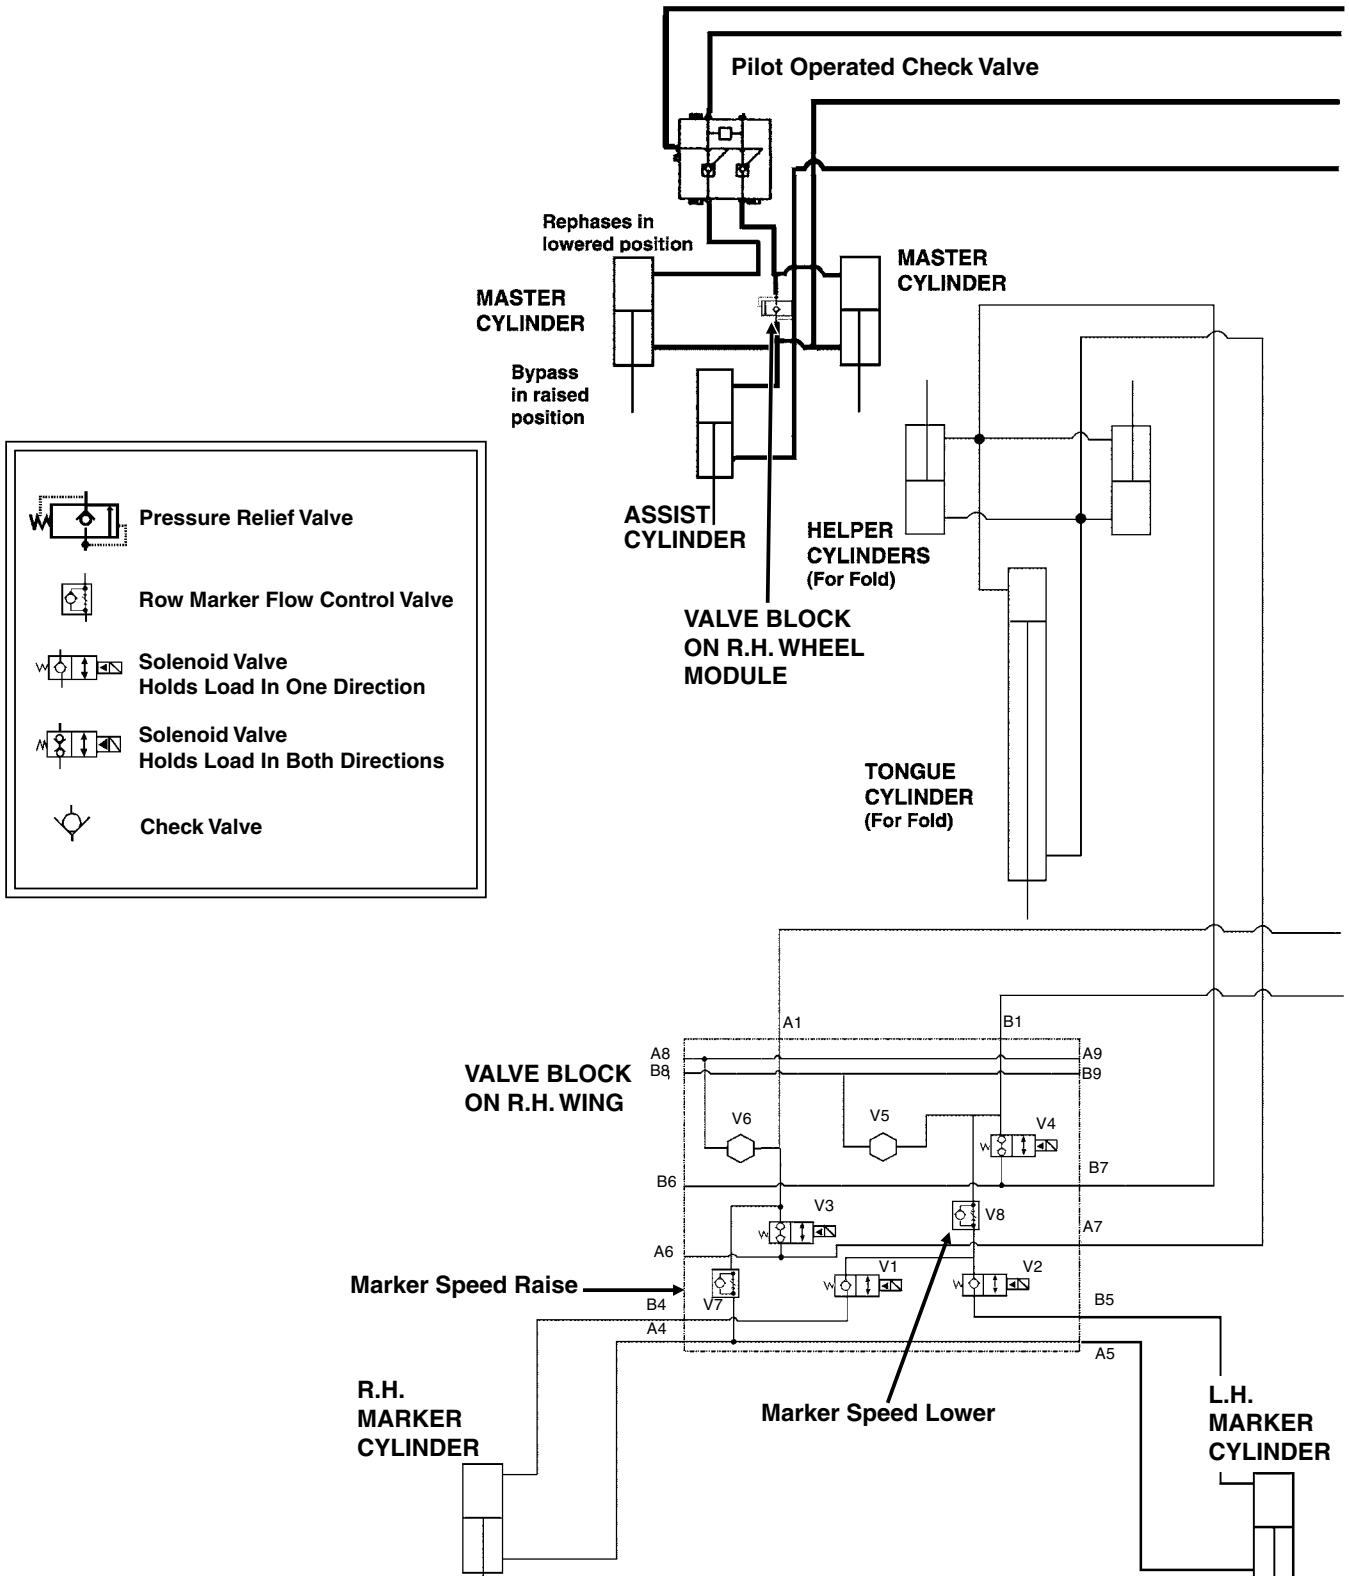 Pilot Operated Check Valve
Rephases in
lowered position
MASTER
CYLINDER
MASTER
CYLINDER
Bypass
in raised
position
ASSIST
CYLINDER
HELPER
CYLINDERS
(For Fold)
VALVE BLOCK
ON R.H. WHEEL
MODULE
Pressure Relief Valve
Row Marker Flow Control Valve
Solenoid Valve
Holds Load In One Direction
Solenoid Valve
Holds Load In Both Directions
Check Valve
TONGUE
CYLINDER
(For Fold)
A1
B1
A8
A9
B8
B9
VALVE BLOCK
ON R.H. WING
V6
V5
V4
B6
B7
V3
V8
A7
A6
V1
V2
Marker Speed Raise
B4
V7
B5
A4
A5
R.H.
MARKER
CYLINDER
Marker Speed Lower
L.H.
MARKER
CYLINDER